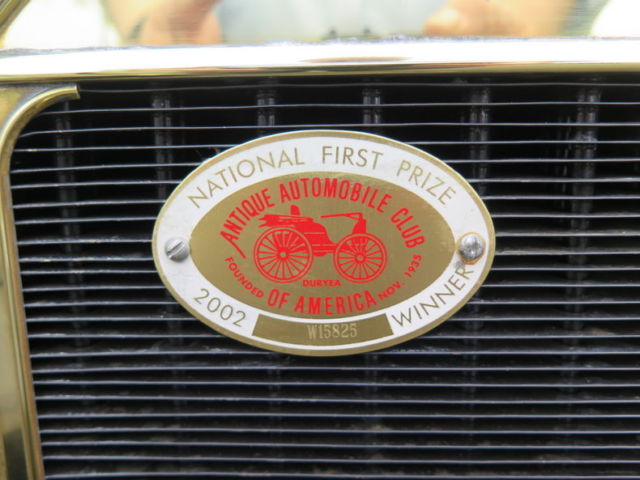 NATIONAL FIRST PRIZE
ANTIQUE AUTOMOBILE CLUB
DURYEA
FOUNDED NOV. 1935
OF AMERICA
2002 WINNER
W15825